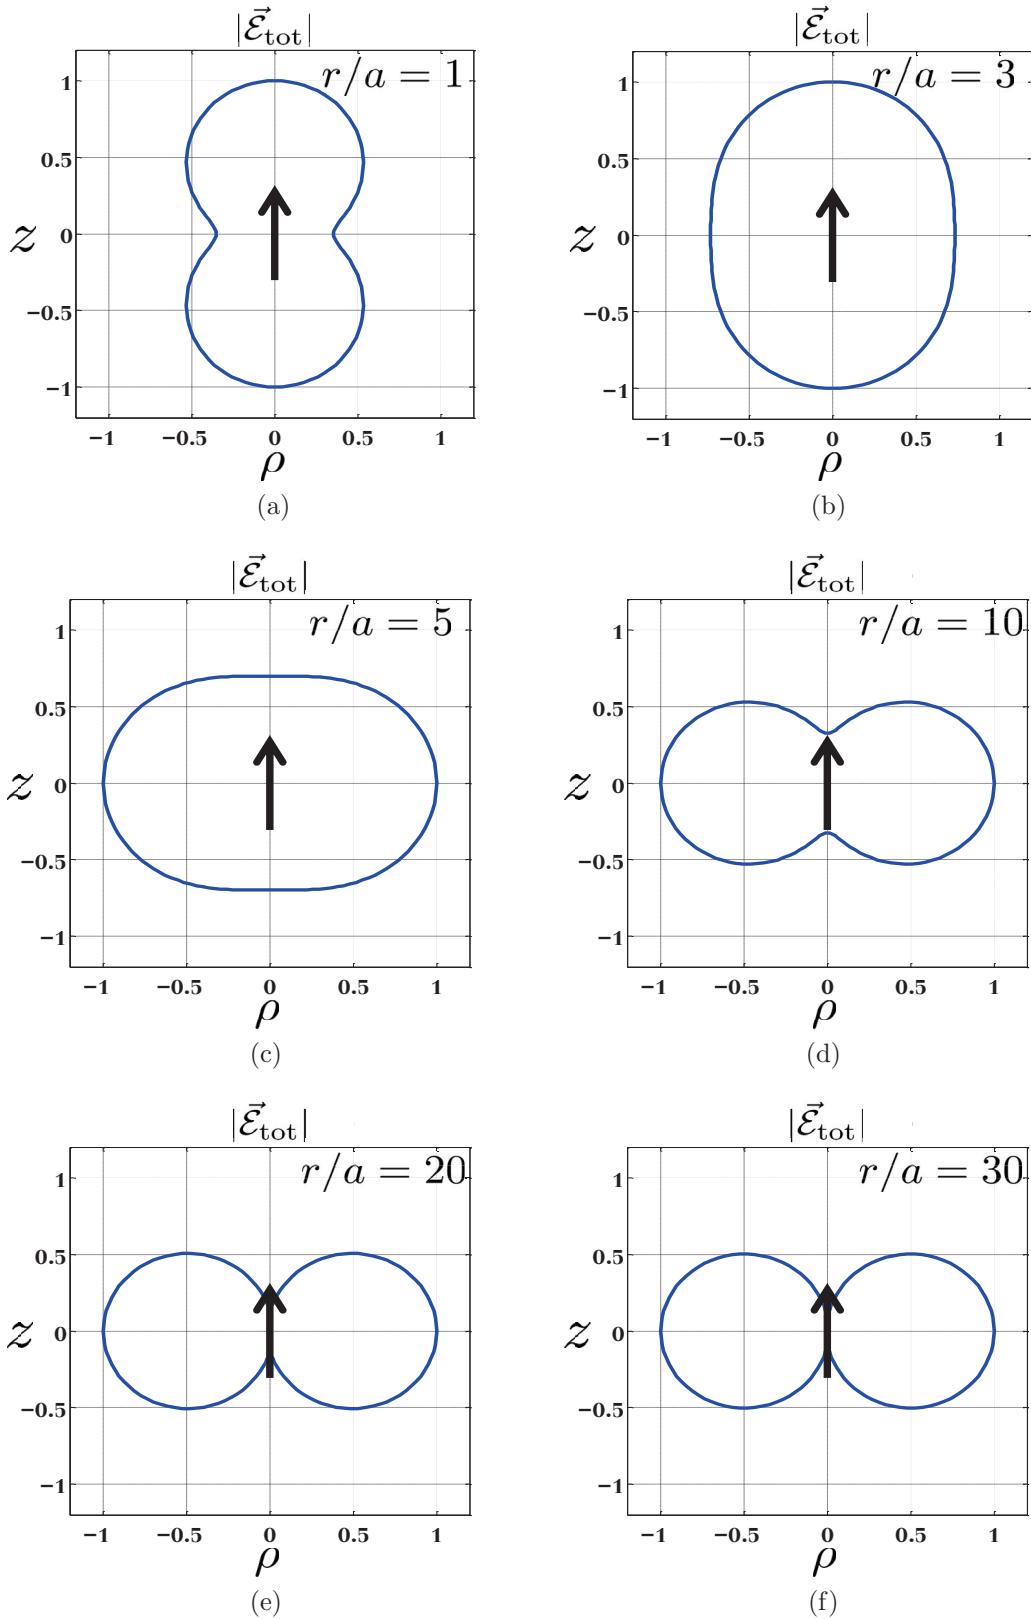 |ℰ⃗tot|
r/a = 1
1
0.5
z
0
−0.5
−1
−1 −0.5 0 0.5 1
ρ
(a)
|ℰ⃗tot|
r/a = 3
1
0.5
z
0
−0.5
−1
−1 −0.5 0 0.5 1
ρ
(b)
|ℰ⃗tot|
r/a = 5
1
0.5
z
0
−0.5
−1
−1 −0.5 0 0.5 1
ρ
(c)
|ℰ⃗tot|
r/a = 10
1
0.5
z
0
−0.5
−1
−1 −0.5 0 0.5 1
ρ
(d)
|ℰ⃗tot|
r/a = 20
1
0.5
z
0
−0.5
−1
−1 −0.5 0 0.5 1
ρ
(e)
|ℰ⃗tot|
r/a = 30
1
0.5
z
0
−0.5
−1
−1 −0.5 0 0.5 1
ρ
(f)